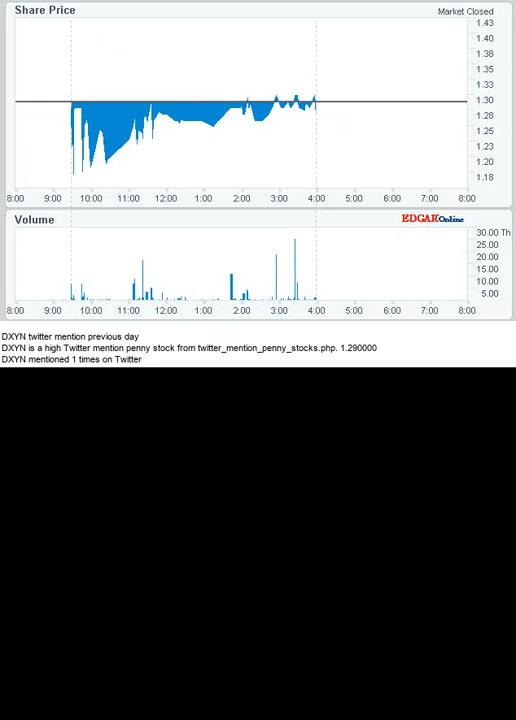 Share Price
Market Closed
1.43
1.40
1.38
1.35
1.33
1.30
1.28
1.25
1.23
1.20
1.18
8:00 9:10 10:00 11:00 12:00 1:00 2:00 3:00 4:00 5:00 6:00 7:00 8:00
Volume
EDGAROnline
30.00 Th
25.00
20.00
15.00
10.00
5.00
8:00 9:10 10:00 11:00 12:00 1:00 2:00 3:00 4:00 5:00 6:00 7:00 8:00
DXYN twitter mention previous day
DXYN is a high Twitter mention penny stock from twitter_mention_penny_stocks.php. 1.290000
DXYN mentioned 1 times on Twitter